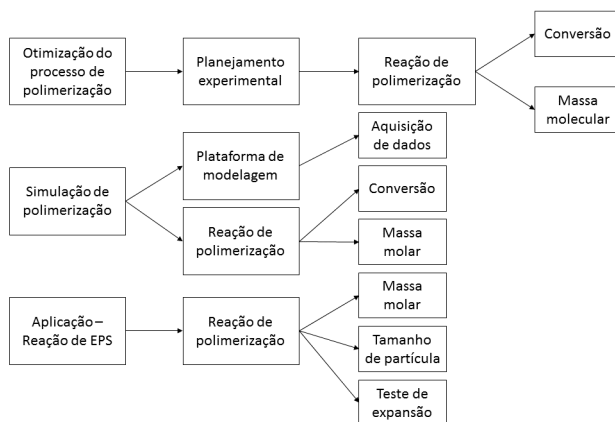 Otimização do
processo de
polimerização
Planejamento
experimental
Reação de
polimerização
Conversão
Massa
molecular
Simulação de
polimerização
Plataforma de
modelagem
Aquisição
de dados
Reação de
polimerização
Conversão
Massa
molar
Aplicação –
Reação de EPS
Reação de
polimerização
Massa
molar
Tamanho
de partícula
Teste de
expansão